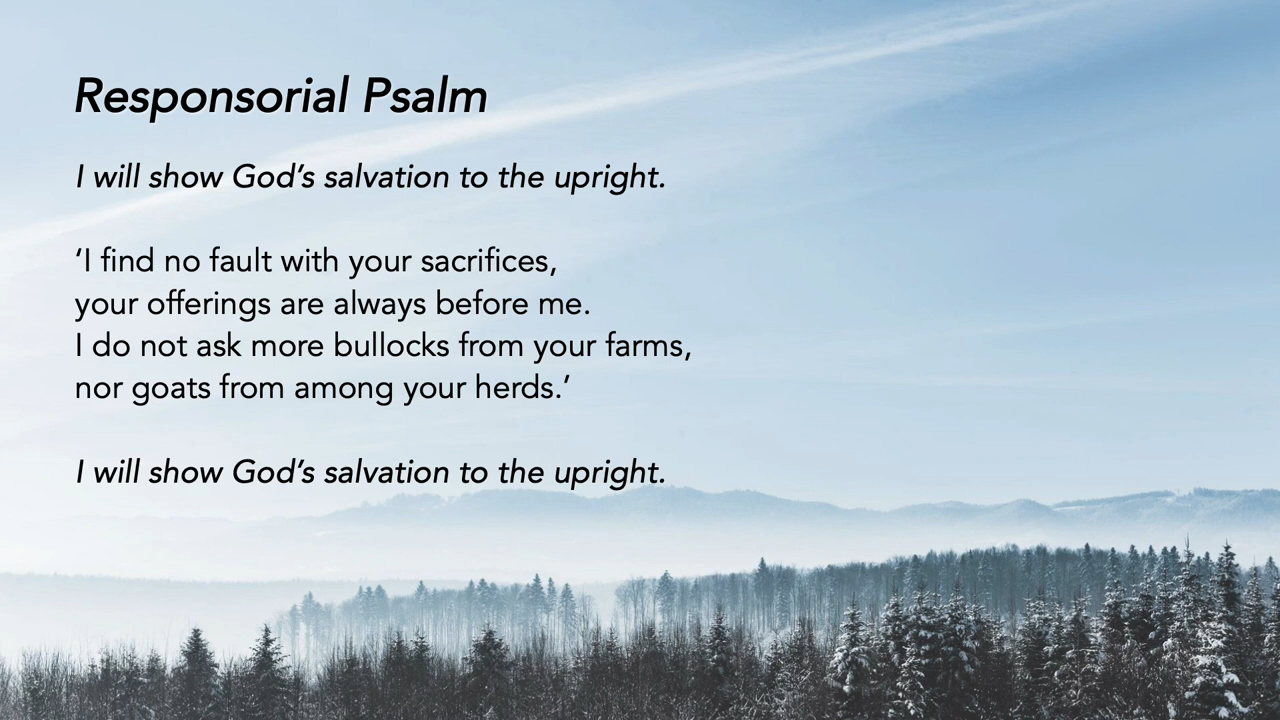 Responsorial Psalm
I will show God’s salvation to the upright.
‘I find no fault with your sacrifices,
your offerings are always before me.
I do not ask more bullocks from your farms,
nor goats from among your herds.’
I will show God’s salvation to the upright.